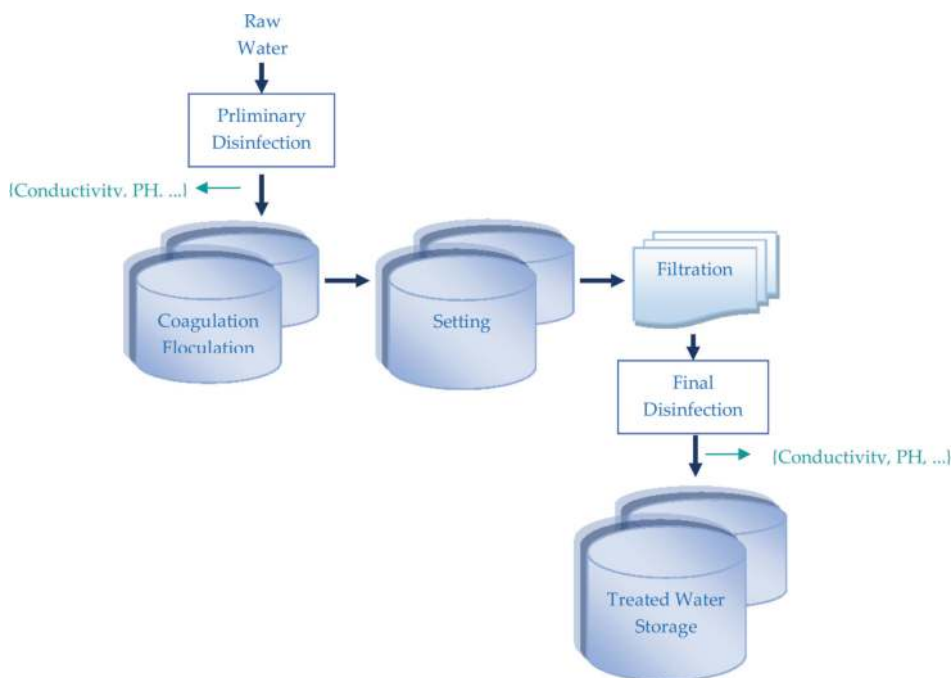 Raw
Water
Prliminary
Disinfection
{Conductivity, PH, ...}
Coagulation
Floculation
Setting
Filtration
Final
Disinfection
{Conductivity, PH, ...}
Treated Water
Storage